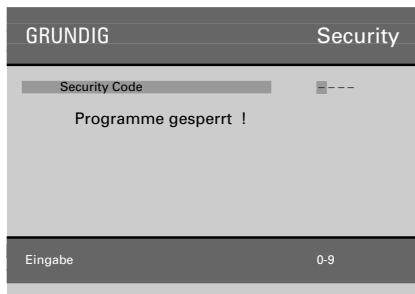 GRUNDIG Security
Security Code ----
Programme gesperrt !
Eingabe 0-9